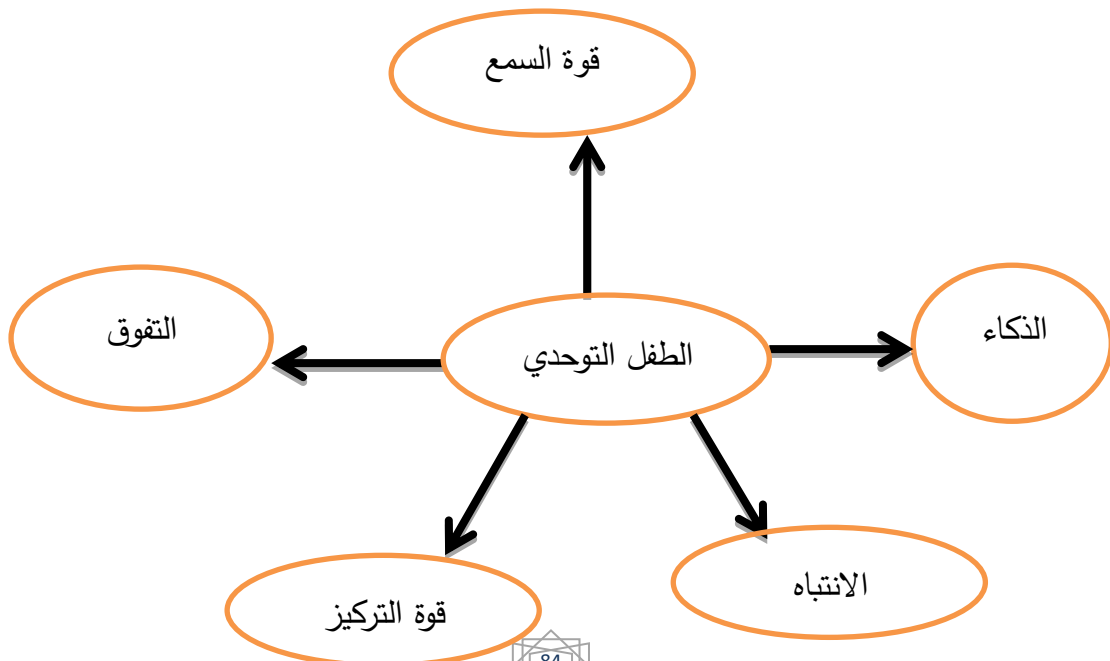 قوة السمع
الذكاء
التفوق
الطفل التوحدي
الانتباه
قوة التركيز
84